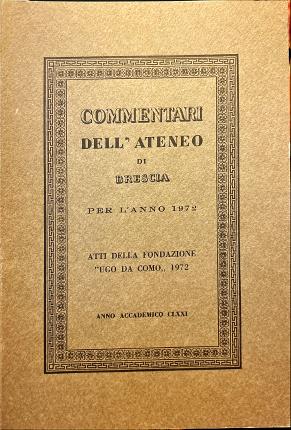 COMMENTARI
DELL' ATENEO
DI
BRESCIA
PER L'ANNO 1972
ATTI DELLA FONDAZIONE
"UGO DA COMO„ 1972
ANNO ACCADEMICO CLXXI